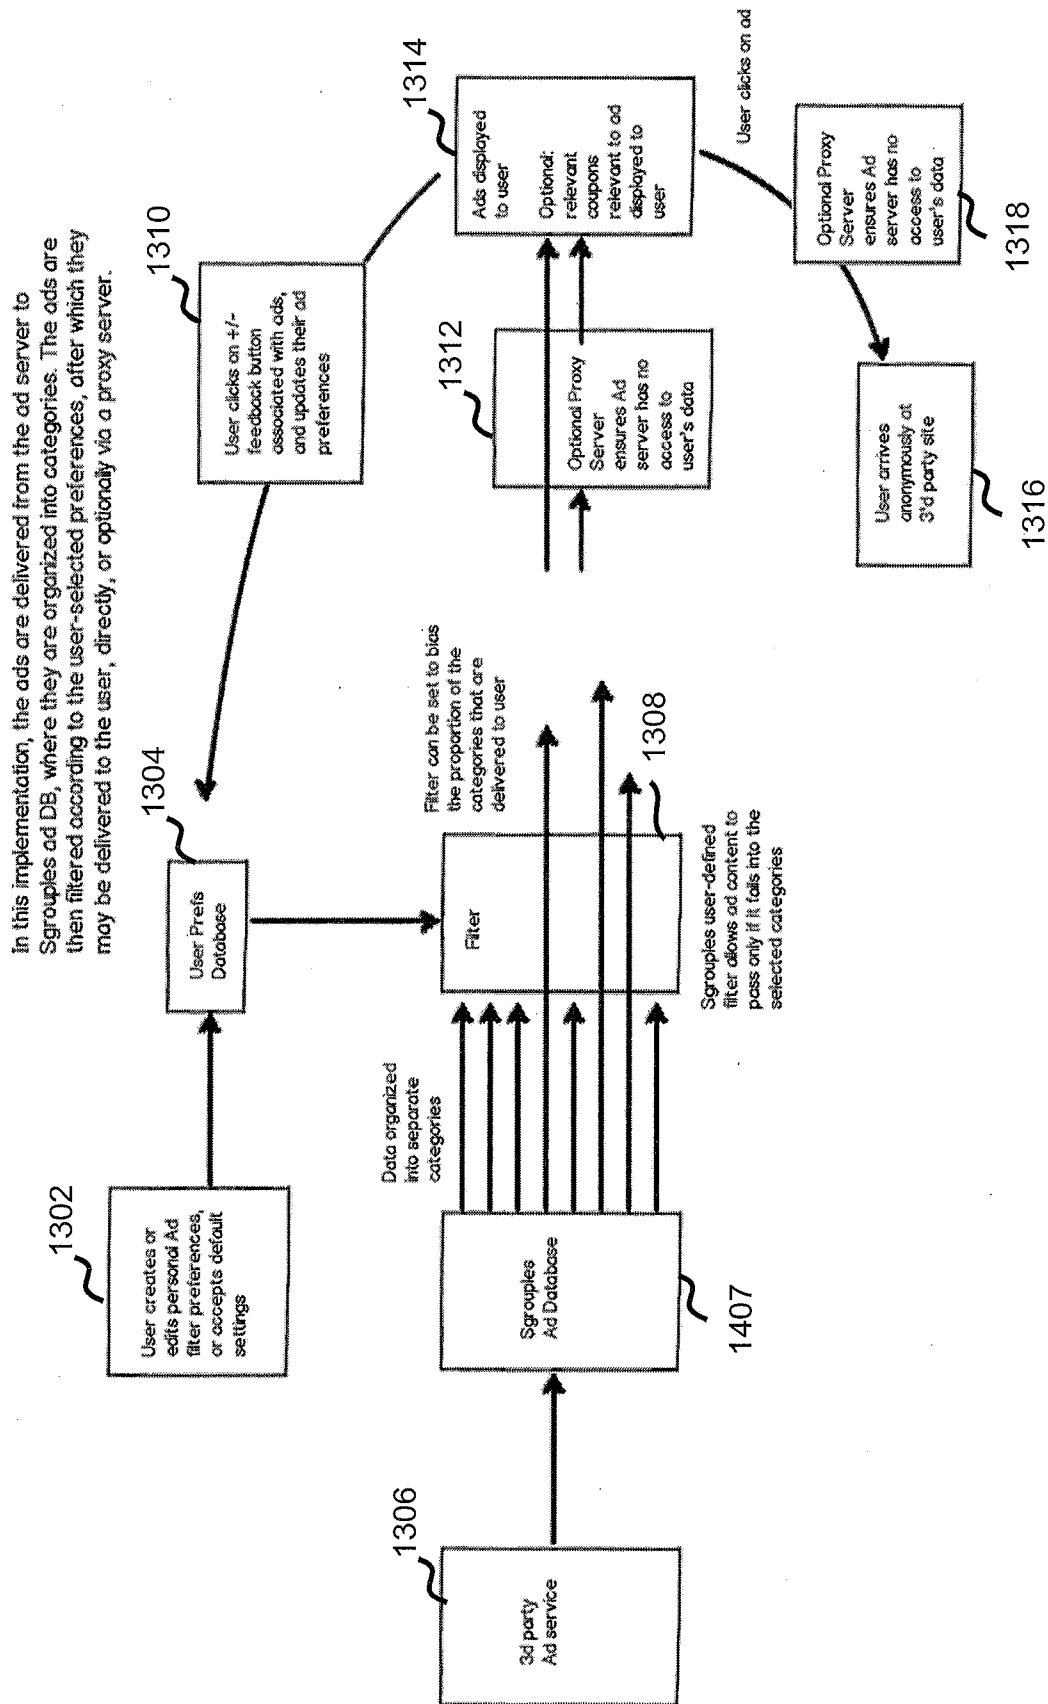 In this implementation, the ads are delivered from the ad server to
Sgrouples ad DB, where they are organized into categories. The ads are
then filtered according to the user-selected preferences, after which they
may be delivered to the user, directly, or optionally via a proxy server.
1302
User creates or
edits personal Ad
filter preferences,
or accepts default
settings
1304
User Prefs
Database
1310
User clicks on +/-
feedback button
associated with ads,
and updates their ad
preferences
1306
3d party
Ad service
Sgrouples
Ad Database
1407
Data organized
into separate
categories
Filter
1308
Filter can be set to bias
the proportion of the
categories that are
delivered to user
Sgrouples user-defined
filter allows ad content to
pass only if it falls into the
selected categories
1312
Optional Proxy
Server
ensures Ad
server has no
access to
user's data
1314
Ads displayed
to user
Optional:
relevant
coupons
relevant to ad
displayed to
user
User clicks on ad
Optional Proxy
Server
ensures Ad
server has no
access to
user's data
1318
User arrives
anonymously at
3'd party site
1316